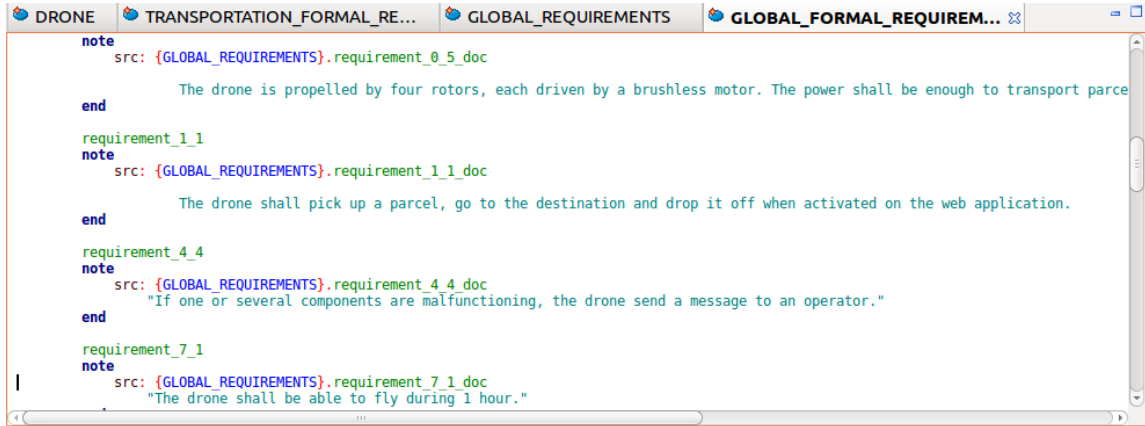 DRONE TRANSPORTATION_FORMAL_RE... GLOBAL_REQUIREMENTS GLOBAL_FORMAL_REQUIREM...
note
src: {GLOBAL_REQUIREMENTS}.requirement_0_5_doc
The drone is propelled by four rotors, each driven by a brushless motor. The power shall be enough to transport parce
end
requirement_1_1
note
src: {GLOBAL_REQUIREMENTS}.requirement_1_1_doc
The drone shall pick up a parcel, go to the destination and drop it off when activated on the web application.
end
requirement_4_4
note
src: {GLOBAL_REQUIREMENTS}.requirement_4_4_doc
"If one or several components are malfunctioning, the drone send a message to an operator."
end
requirement_7_1
note
src: {GLOBAL_REQUIREMENTS}.requirement_7_1_doc
"The drone shall be able to fly during 1 hour."